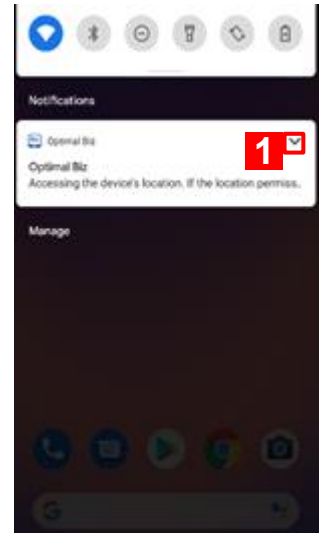 Notifications
Optimal Biz
1
Optimal Biz
Accessing the device's location. If the location permiss..
Manage
G